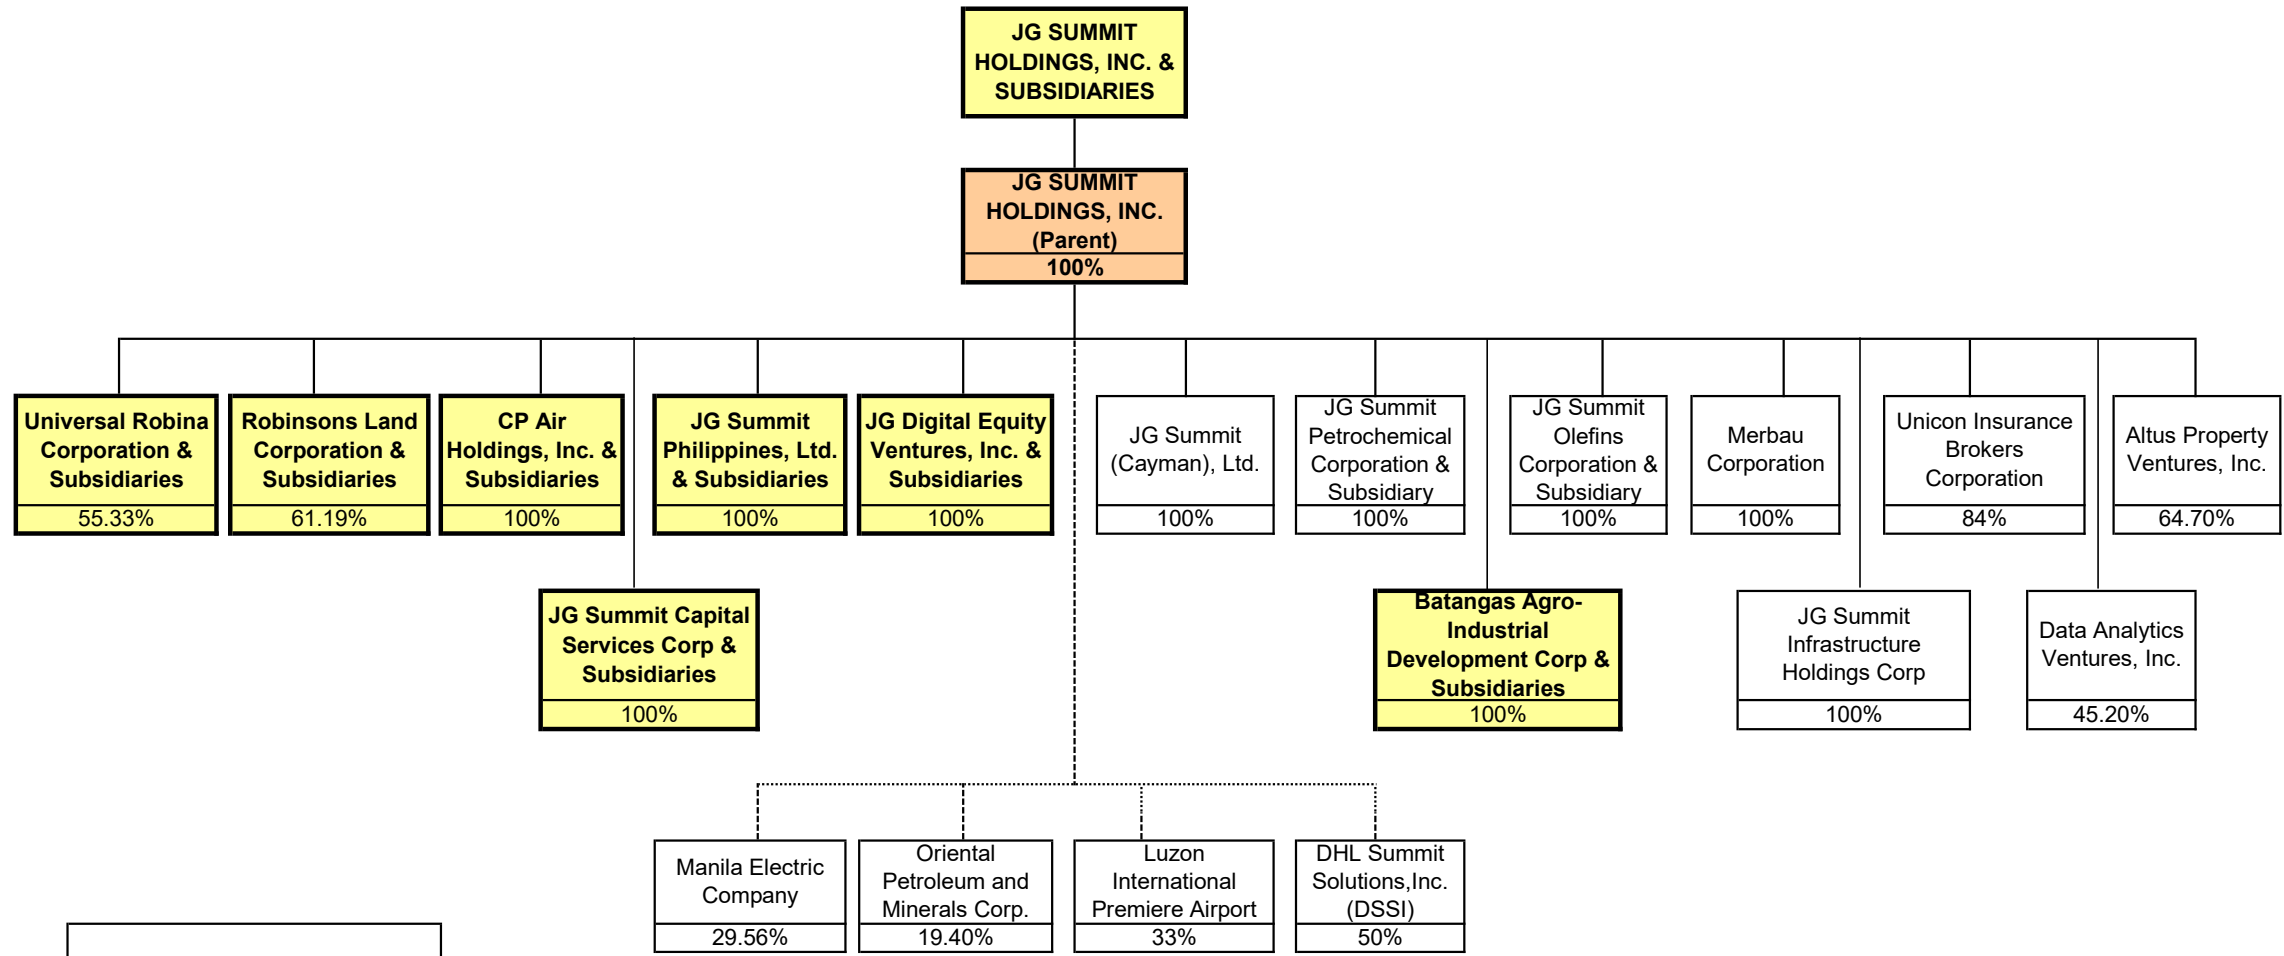 JG SUMMIT
HOLDINGS, INC. &
SUBSIDIARIES
JG SUMMIT
HOLDINGS, INC.
(Parent)
100%
Universal Robina
Corporation &
Subsidiaries
55.33%
Robinsons Land
Corporation &
Subsidiaries
61.19%
CP Air
Holdings, Inc. &
Subsidiaries
100%
JG Summit
Philippines, Ltd.
& Subsidiaries
100%
JG Digital Equity
Ventures, Inc. &
Subsidiaries
100%
JG Summit
(Cayman), Ltd.
100%
JG Summit
Petrochemical
Corporation &
Subsidiary
100%
JG Summit
Olefins
Corporation &
Subsidiary
100%
Merbau
Corporation
100%
Unicon Insurance
Brokers
Corporation
84%
Altus Property
Ventures, Inc.
64.70%
JG Summit Capital
Services Corp &
Subsidiaries
100%
Batangas Agro-
Industrial
Development Corp &
Subsidiaries
100%
JG Summit
Infrastructure
Holdings Corp
100%
Data Analytics
Ventures, Inc.
45.20%
Manila Electric
Company
29.56%
Oriental
Petroleum and
Minerals Corp.
19.40%
Luzon
International
Premiere Airport
33%
DHL Summit
Solutions,Inc.
(DSSI)
50%